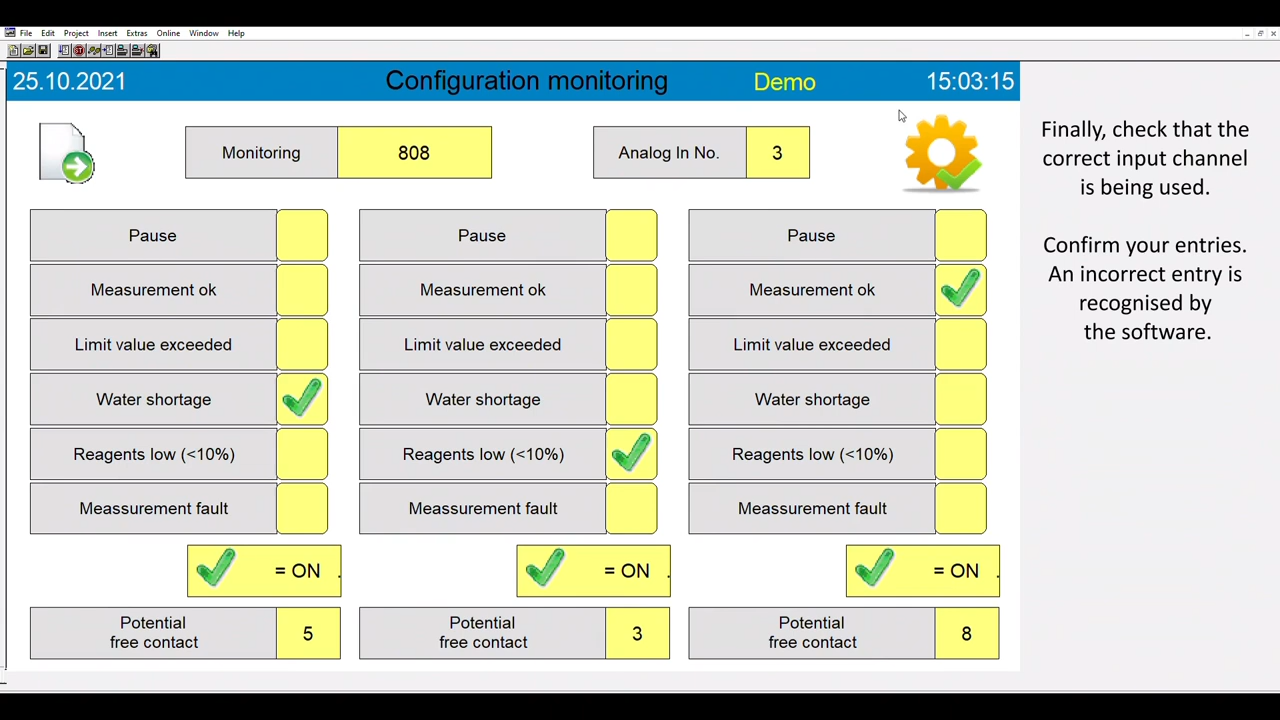 File Edit Project Insert Extras Online Window Help
25.10.2021 Configuration monitoring Demo 15:03:15
Monitoring 808 Analog In No. 3
Pause Pause Pause
Measurement ok Measurement ok Measurement ok
Limit value exceeded Limit value exceeded Limit value exceeded
Water shortage Water shortage Water shortage
Reagents low (<10%) Reagents low (<10%) Reagents low (<10%)
Meassurement fault Meassurement fault Meassurement fault
= ON . = ON . = ON .
Potential Potential Potential
free contact 5 free contact 3 free contact 8
Finally, check that the
correct input channel
is being used.
Confirm your entries.
An incorrect entry is
recognised by
the software.